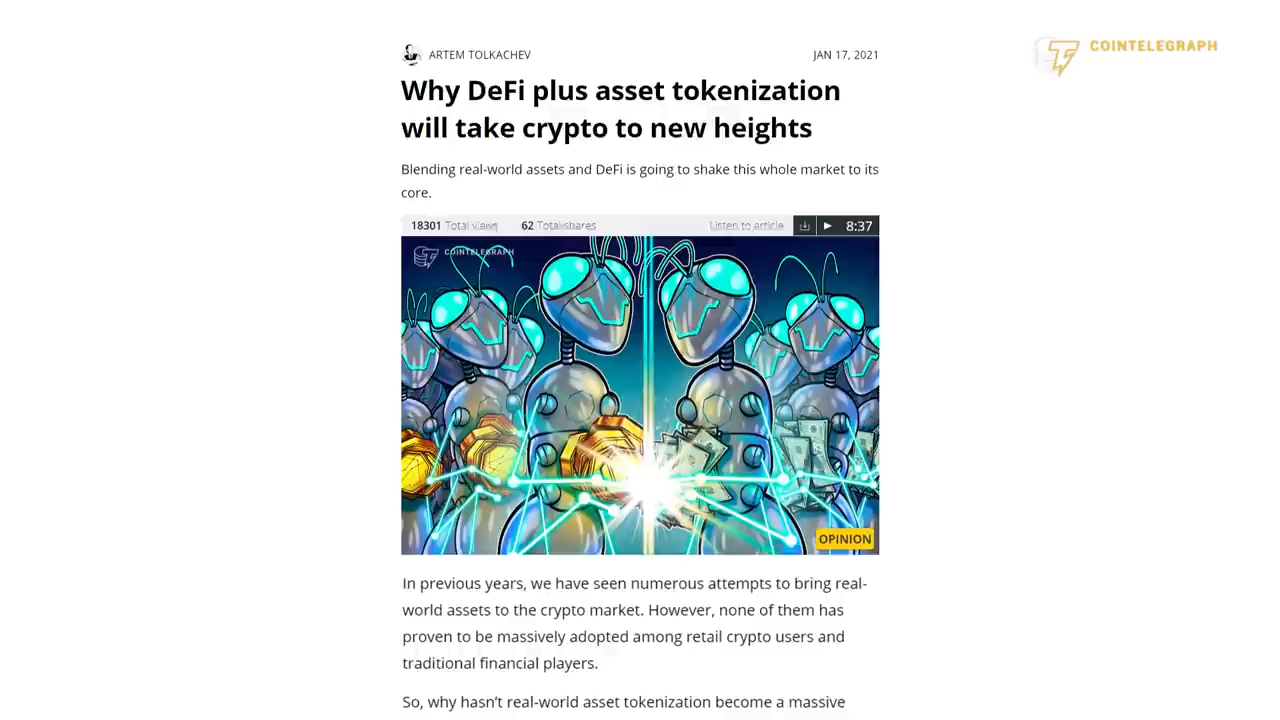 COINTELEGRAPH
ARTEM TOLKACHEV
JAN 17, 2021
Why DeFi plus asset tokenization
will take crypto to new heights
Blending real-world assets and DeFi is going to shake this whole market to its
core.
18301 Total views 62 Total shares Listen to article 8:37
COINTELEGRAPH
OPINION
In previous years, we have seen numerous attempts to bring real-
world assets to the crypto market. However, none of them has
proven to be massively adopted among retail crypto users and
traditional financial players.
So, why hasn't real-world asset tokenization become a massive